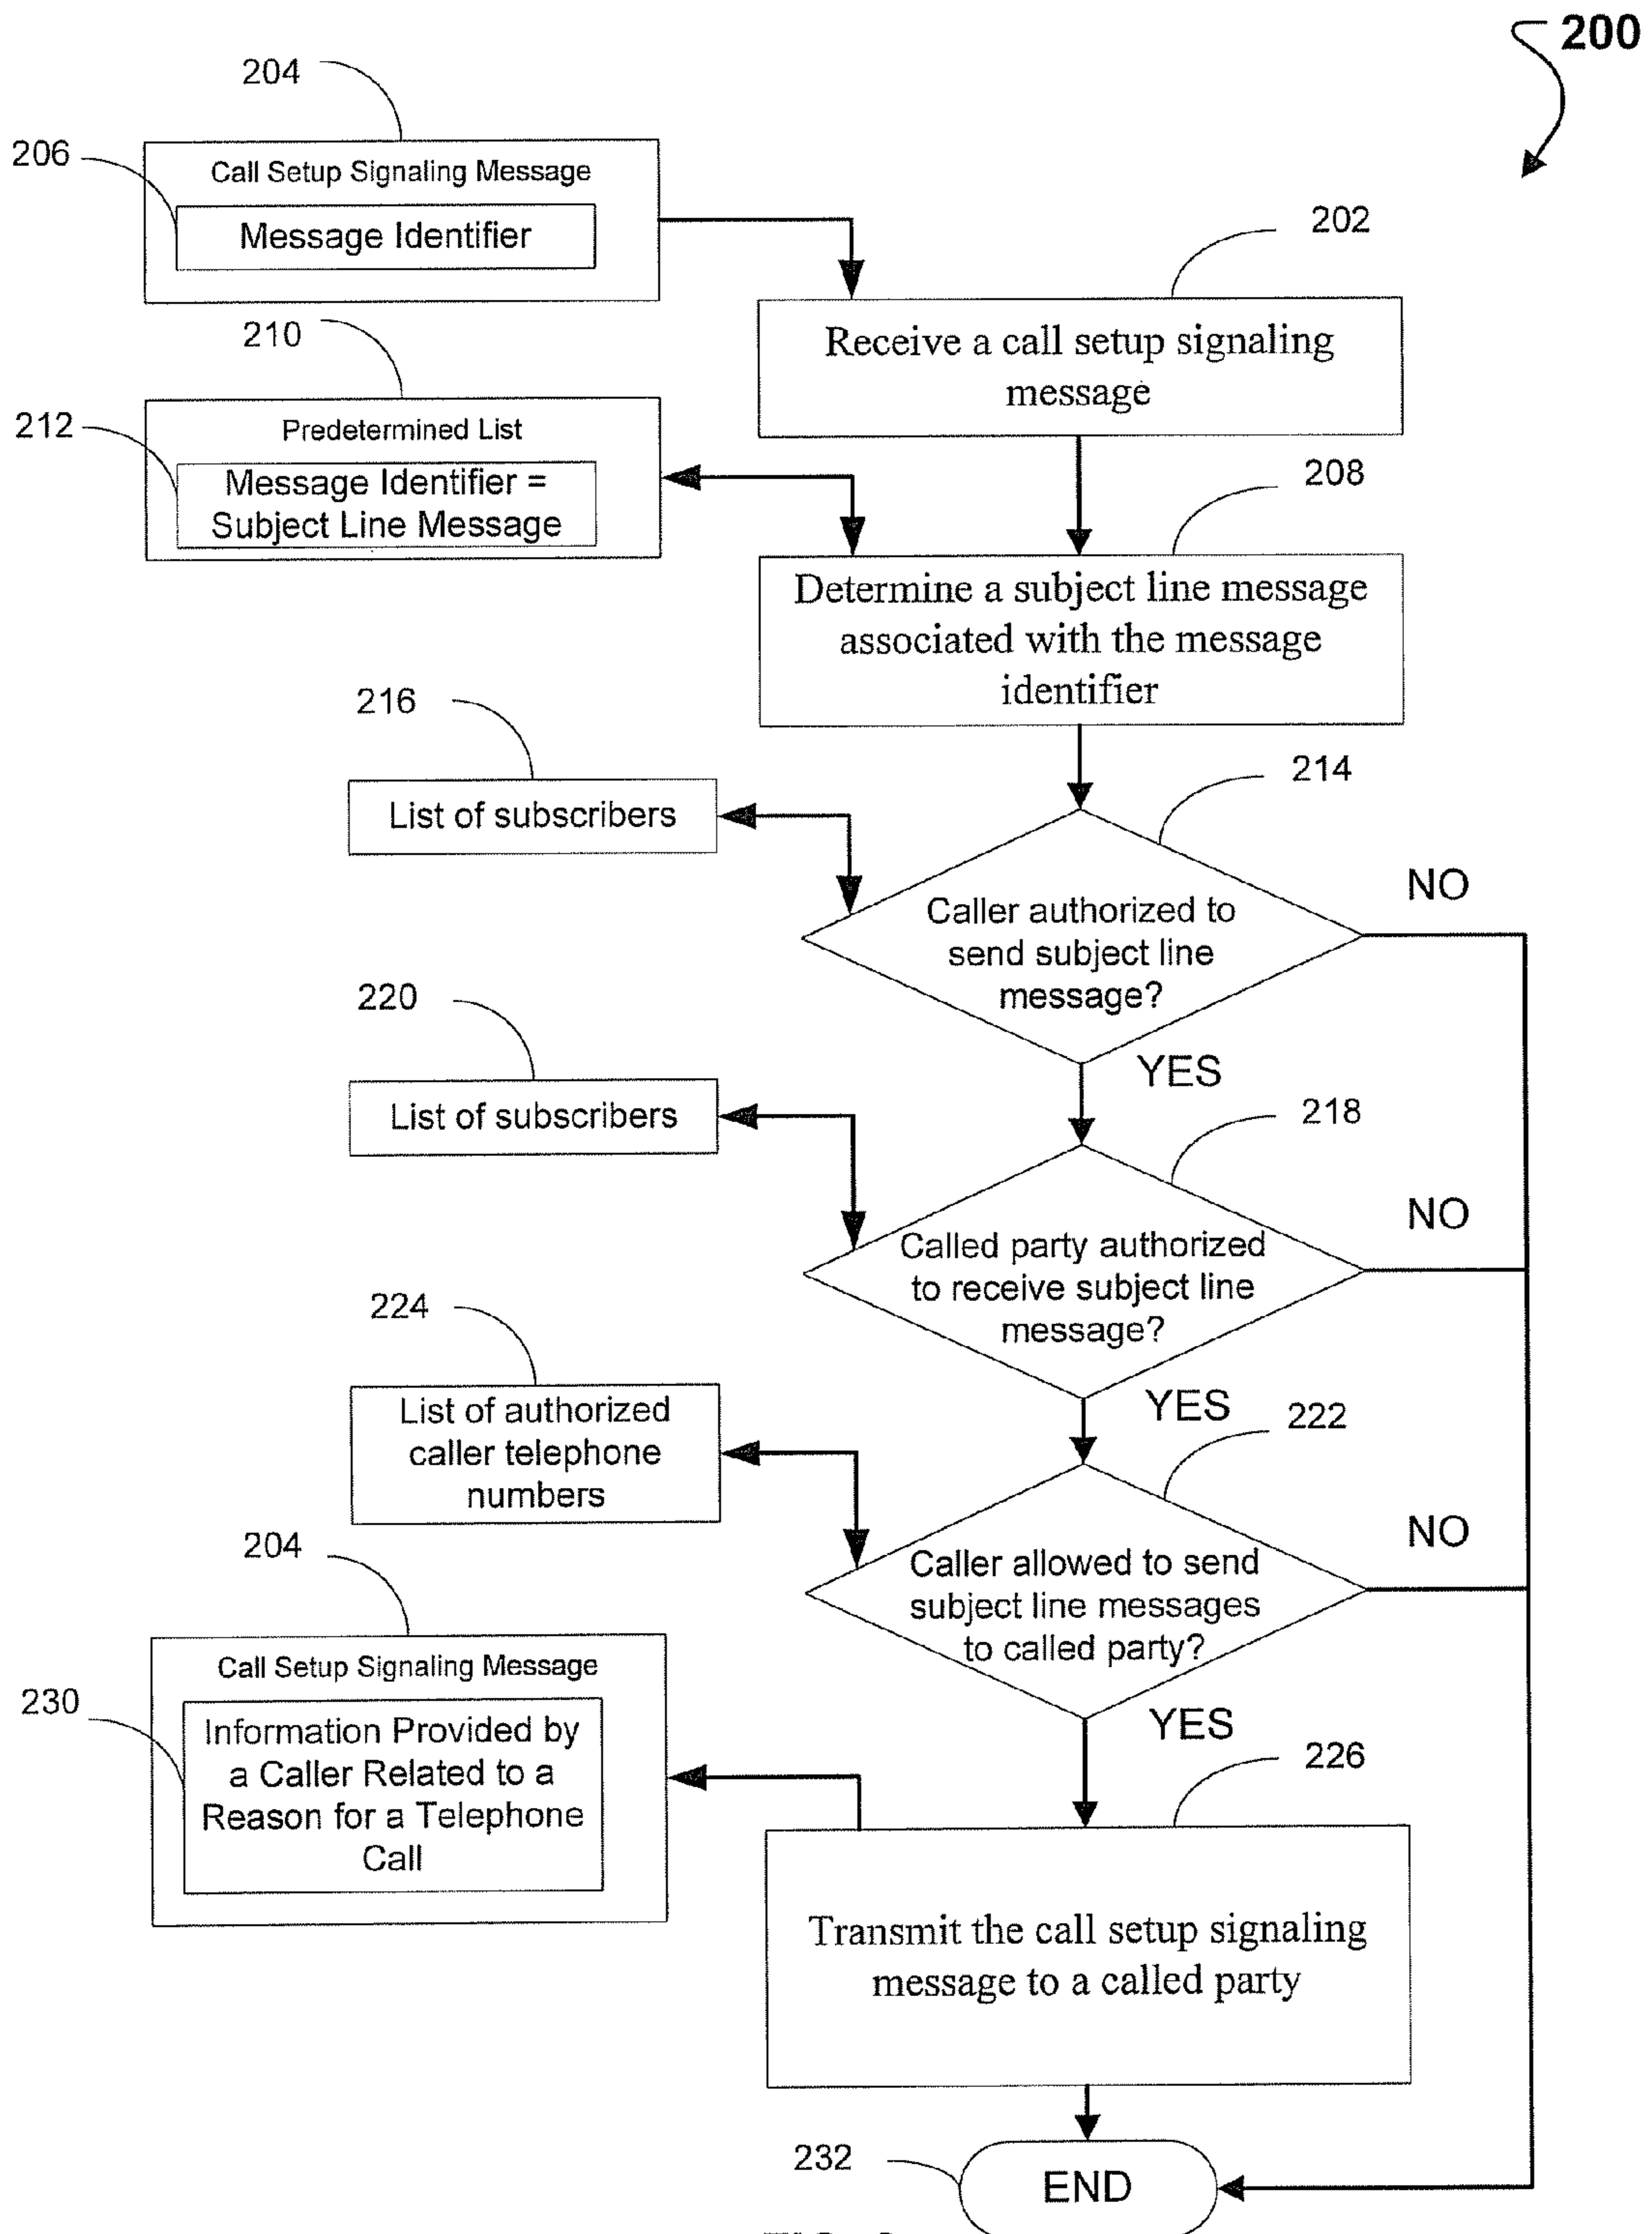 200
204
206
Call Setup Signaling Message
Message Identifier
202
Receive a call setup signaling
message
210
212
Predetermined List
Message Identifier =
Subject Line Message
208
Determine a subject line message
associated with the message
identifier
216
List of subscribers
214
Caller authorized to
send subject line
message?
NO
YES
220
List of subscribers
218
Called party authorized
to receive subject line
message?
NO
YES
224
List of authorized
caller telephone
numbers
222
Caller allowed to send
subject line messages
to called party?
NO
YES
204
Call Setup Signaling Message
230
Information Provided by
a Caller Related to a
Reason for a Telephone
Call
226
Transmit the call setup signaling
message to a called party
232
END